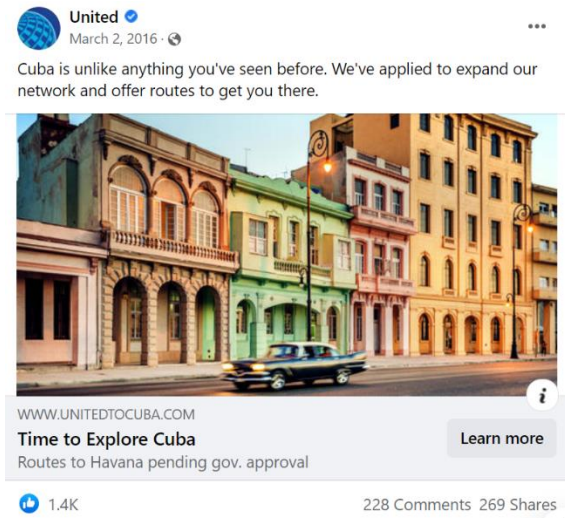 United
March 2, 2016 ·
Cuba is unlike anything you've seen before. We've applied to expand our
network and offer routes to get you there.
i
WWW.UNITEDTOCUBA.COM
Time to Explore Cuba
Learn more
Routes to Havana pending gov. approval
1.4K
228 Comments 269 Shares